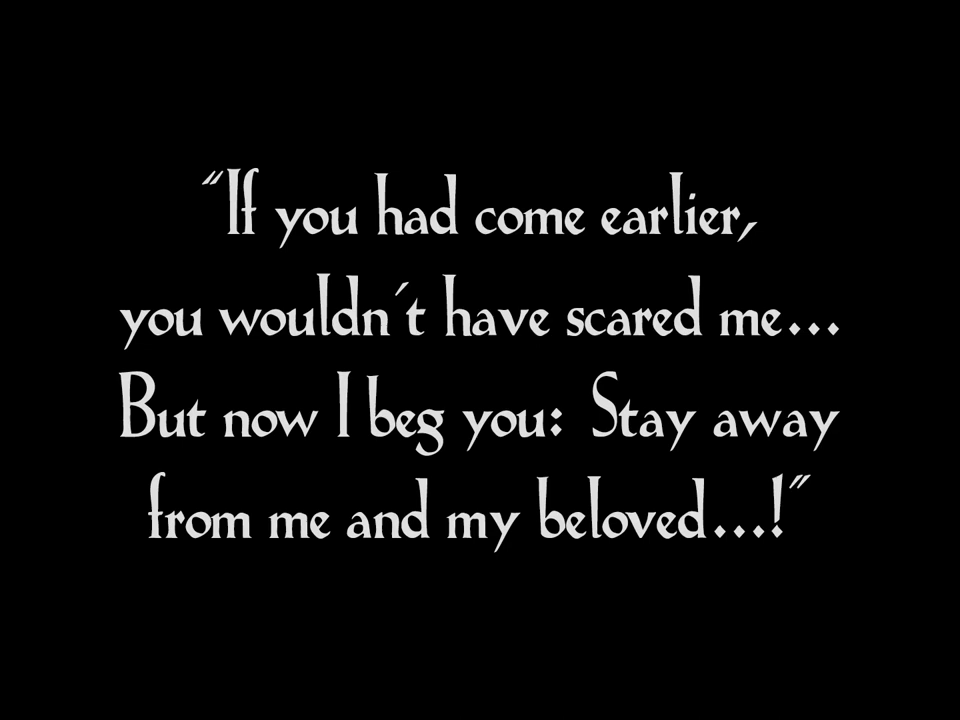 "If you had come earlier,
you wouldn´t have scared me...
But now I beg you: Stay away
from me and my beloved...!"